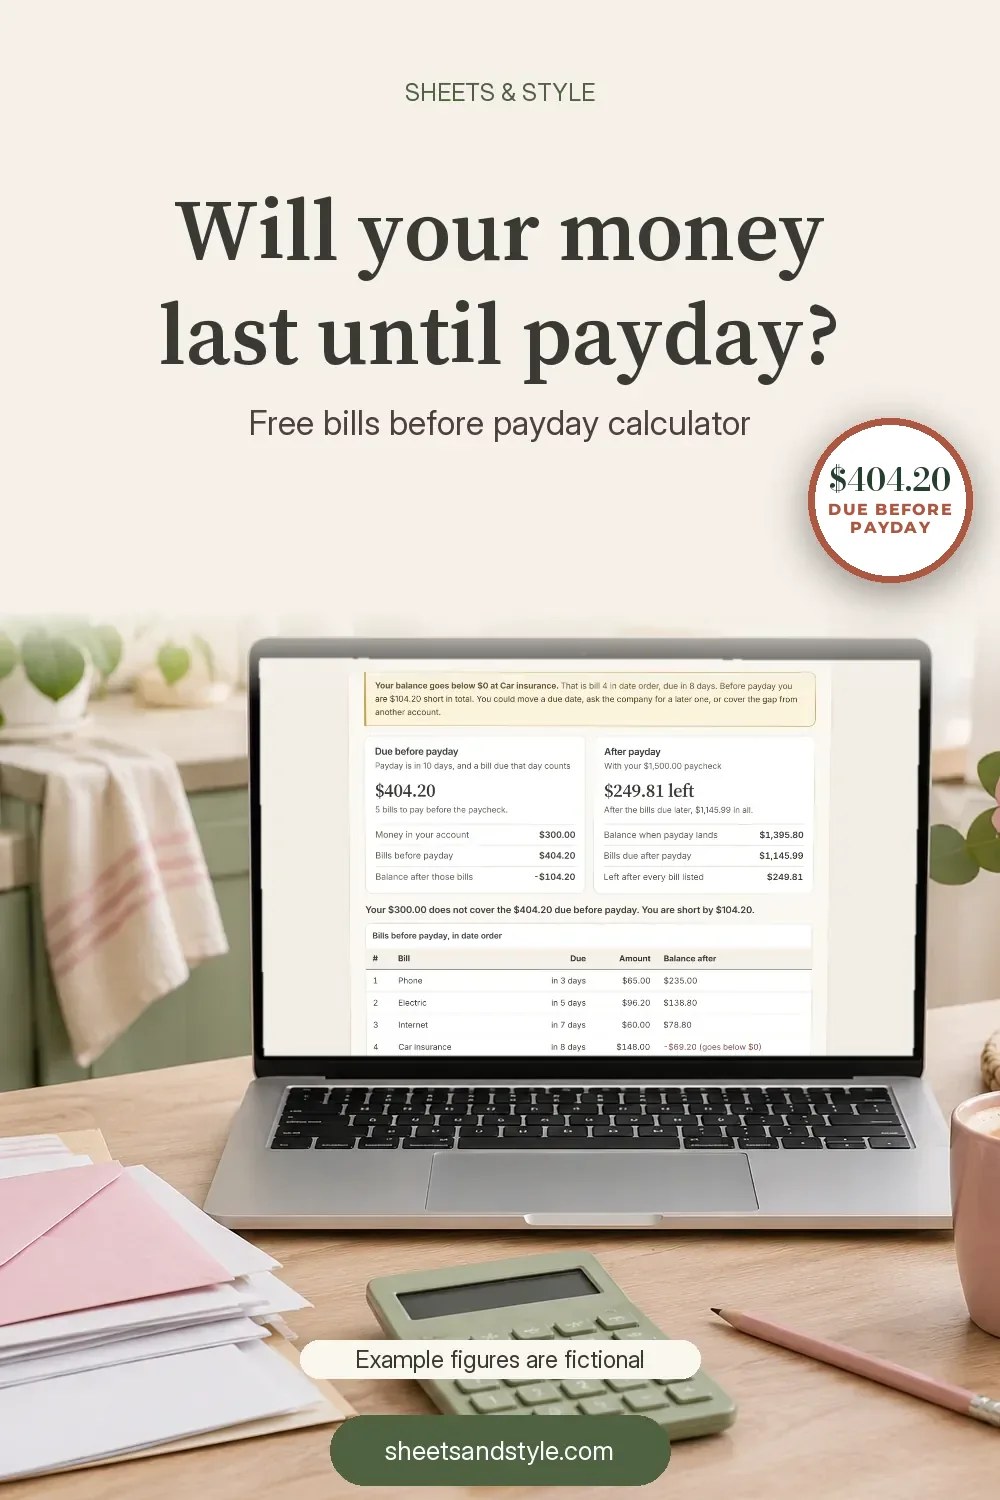 SHEETS & STYLE
Will your money
last until payday?
Free bills before payday calculator
$404.20
DUE BEFORE
PAYDAY
Your balance goes below $0 at Car insurance. That is bill 4 in date order, due in 8 days. Before payday you
are $104.20 short in total. You could move a due date, ask the company for a later one, or cover the gap from
another account.
Due before payday
Payday is in 10 days, and a bill due that day counts
$404.20
5 bills to pay before the paycheck.
Money in your account $300.00
Bills before payday $404.20
Balance after those bills -$104.20
After payday
With your $1,500.00 paycheck
$249.81 left
After the bills due later, $1,145.99 in all.
Balance when payday lands $1,395.80
Bills due after payday $1,145.99
Left after every bill listed $249.81
Your $300.00 does not cover the $404.20 due before payday. You are short by $104.20.
Bills before payday, in date order
# Bill Due Amount Balance after
1 Phone in 3 days $65.00 $235.00
2 Electric in 5 days $96.20 $138.80
3 Internet in 7 days $60.00 $78.80
4 Car insurance in 8 days $148.00 -$69.20 (goes below $0)
Example figures are fictional
sheetsandstyle.com